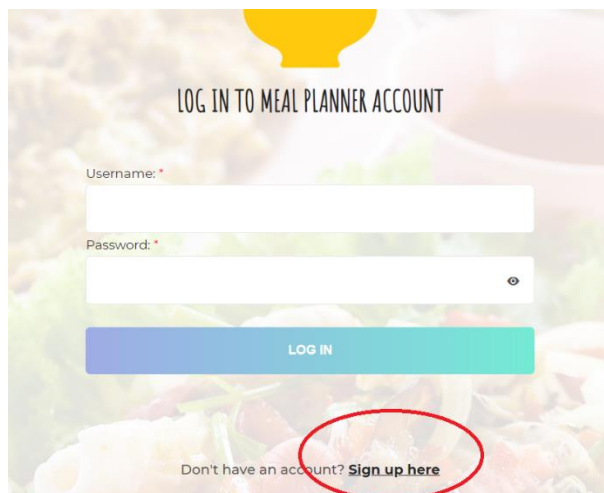 LOG IN TO MEAL PLANNER ACCOUNT
Username: *
Password: *
LOG IN
Don't have an account? Sign up here